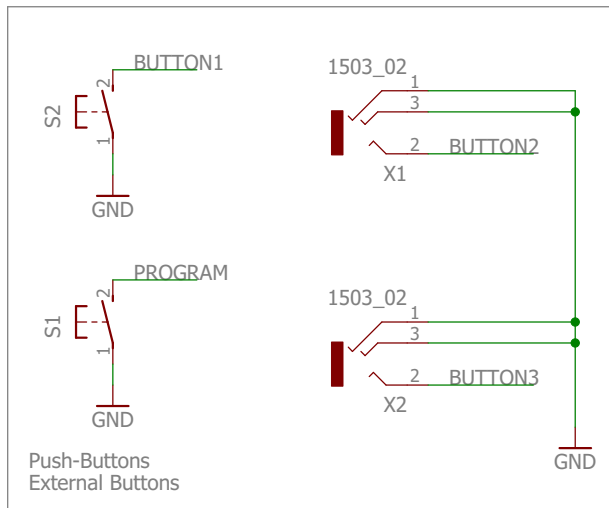 BUTTON1
2
S2
1
GND
1503_02
1
3
2
BUTTON2
X1
PROGRAM
2
S1
1
GND
1503_02
1
3
2
BUTTON3
X2
GND
Push-Buttons
External Buttons